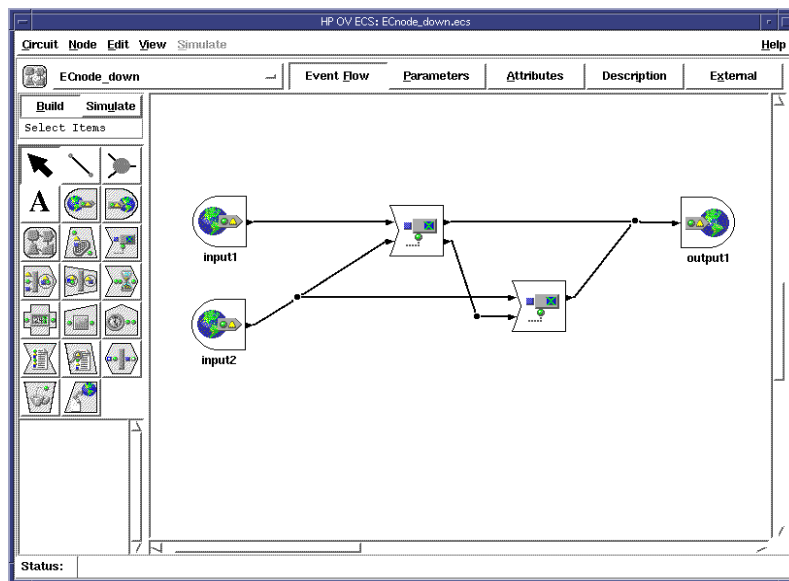 HP OV ECS: ECnode_down.ecs
Circuit Node Edit View Simulate Help
ECnode_down Event Flow Parameters Attributes Description External
Build Simulate
Select Items
A
input1
output1
input2
Status: